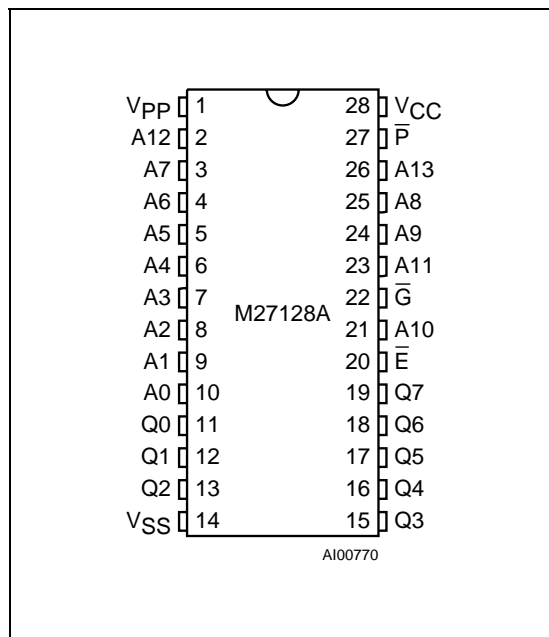 VPP 1 28 VCC
A12 2 27 P̅
A7 3 26 A13
A6 4 25 A8
A5 5 24 A9
A4 6 23 A11
A3 7 22 G̅
M27128A
A2 8 21 A10
A1 9 20 E̅
A0 10 19 Q7
Q0 11 18 Q6
Q1 12 17 Q5
Q2 13 16 Q4
VSS 14 15 Q3
AI00770